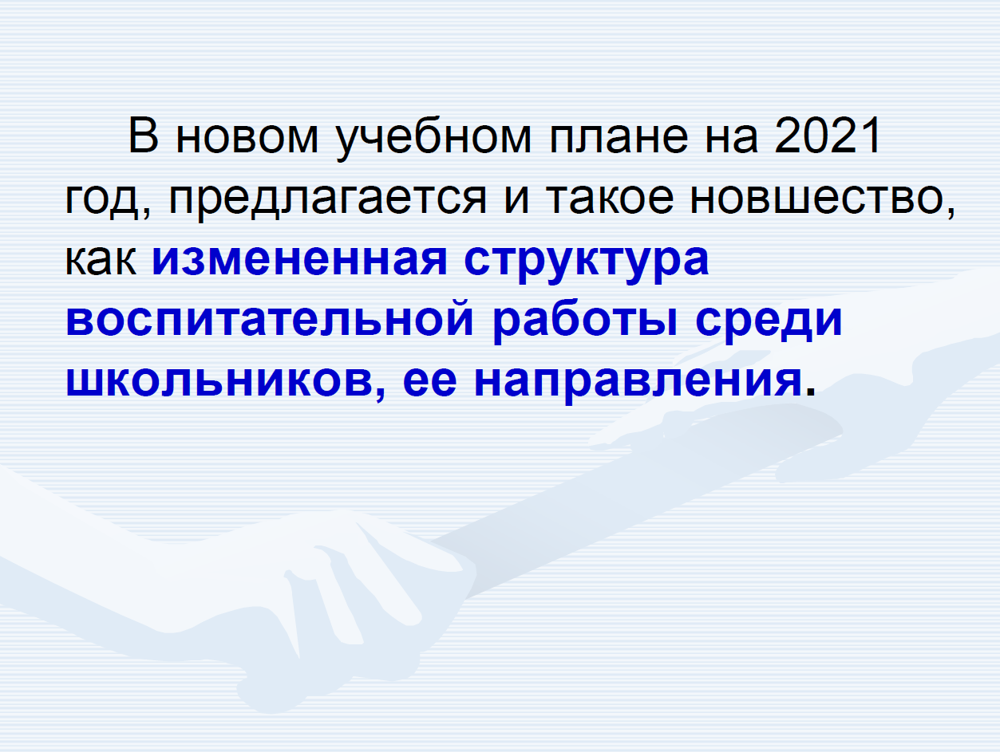 В новом учебном плане на 2021
год, предлагается и такое новшество,
как измененная структура
воспитательной работы среди
школьников, ее направления.